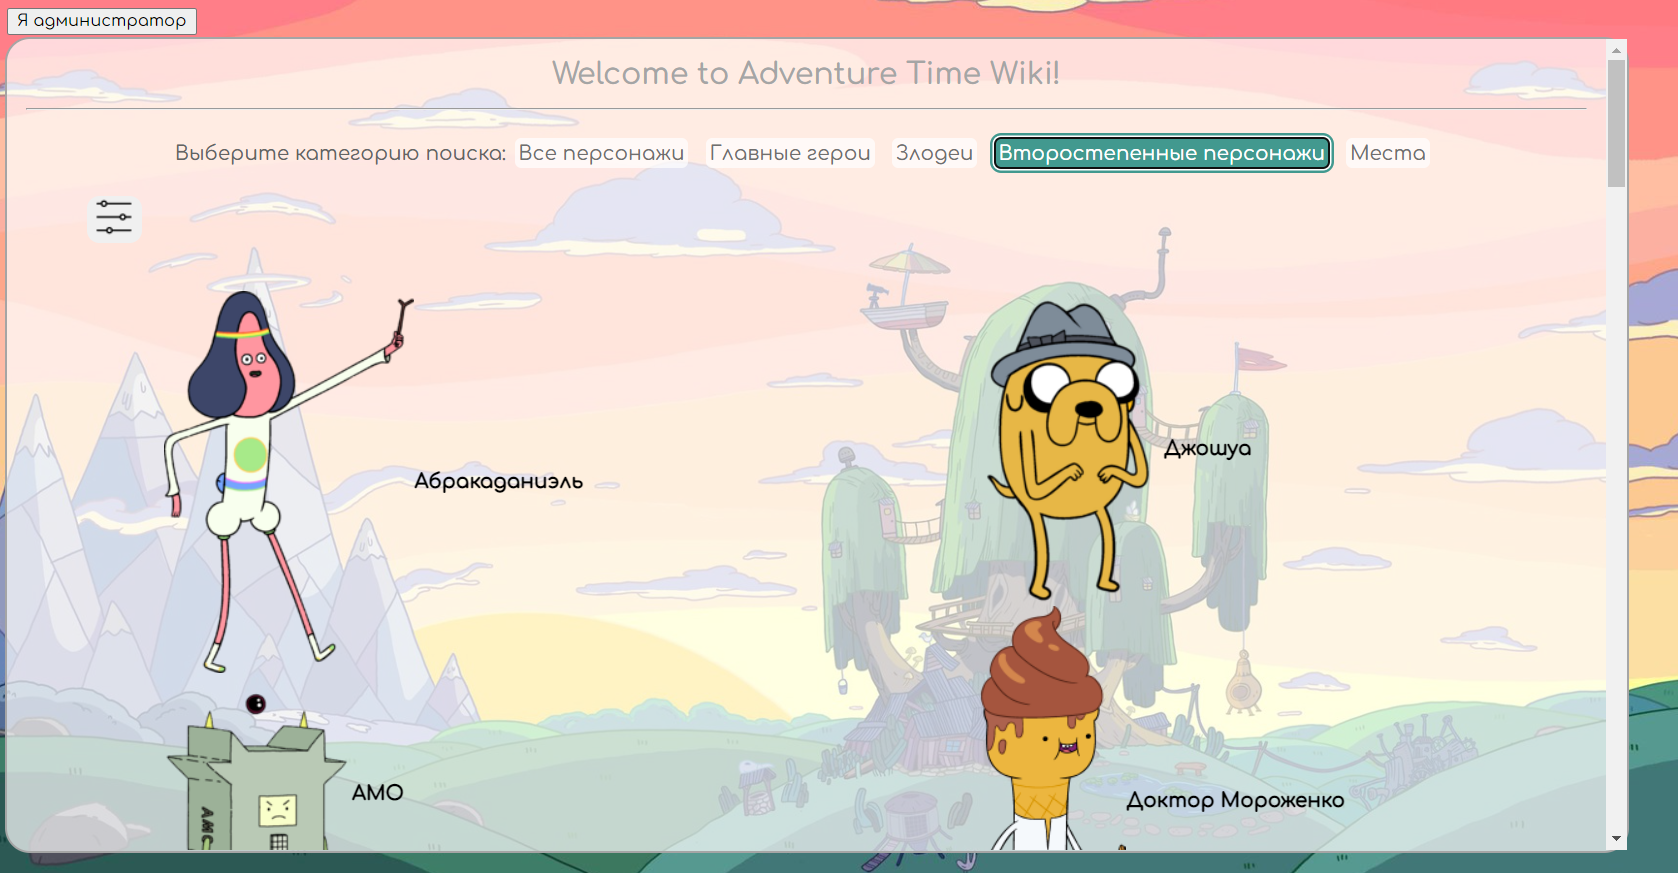 Я администратор
Welcome to Adventure Time Wiki!
Выберите категорию поиска: Все персонажи Главные герои Злодеи Второстепенные персонажи Места
Абракаданиэль
Джошуа
АМО
Доктор Мороженко
AMO